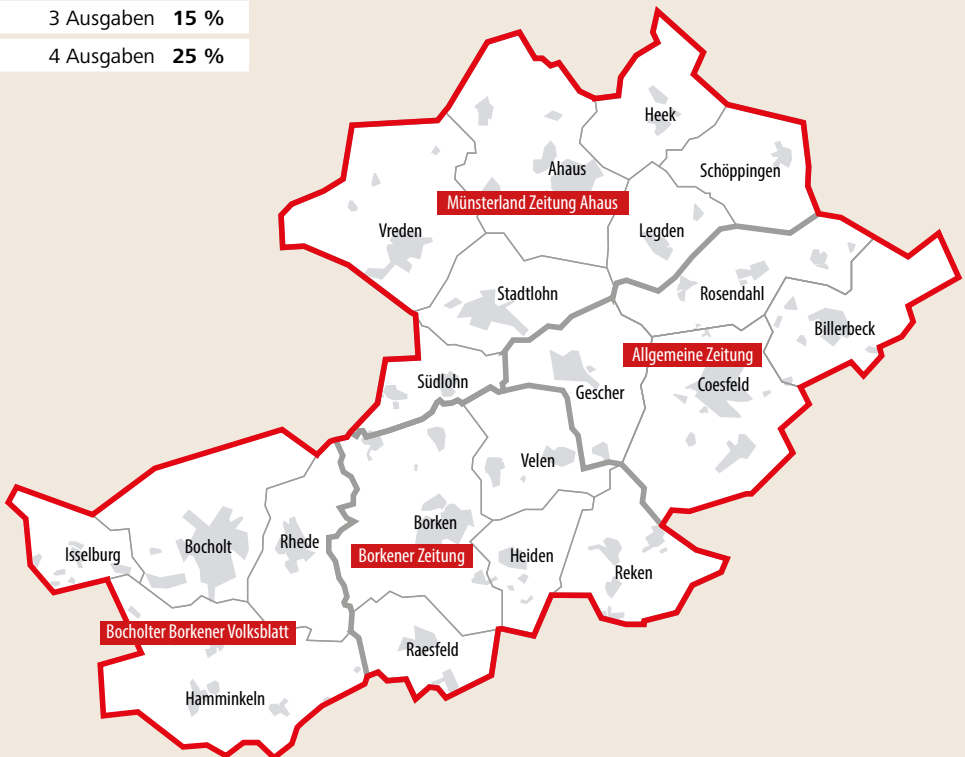 3 Ausgaben 15 %
4 Ausgaben 25 %
Heek
Ahaus
Schöppingen
Münsterland Zeitung Ahaus
Vreden
Legden
Stadtlohn
Rosendahl
Billerbeck
Allgemeine Zeitung
Südlohn
Gescher
Coesfeld
Velen
Borken
Isselburg
Bocholt
Rhede
Borkener Zeitung
Heiden
Reken
Bocholter Borkener Volksblatt
Raesfeld
Hamminkeln